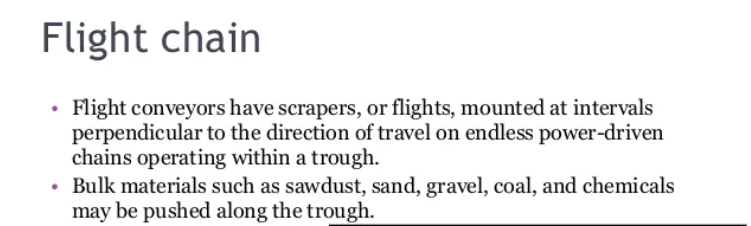 Flight chain
• Flight conveyors have scrapers, or flights, mounted at intervals
perpendicular to the direction of travel on endless power-driven
chains operating within a trough.
• Bulk materials such as sawdust, sand, gravel, coal, and chemicals
may be pushed along the trough.